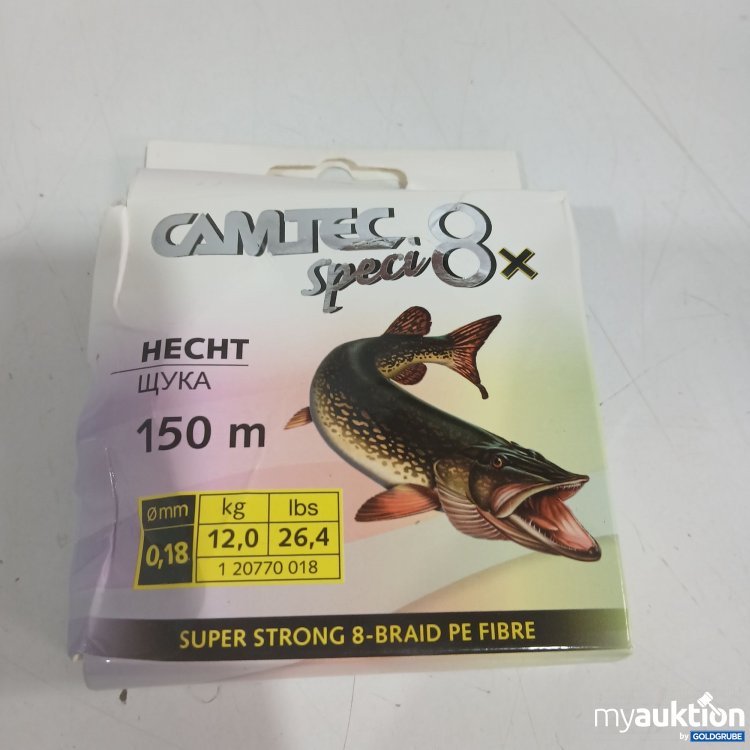 CAMTEC
Speci 8x
HECHT
ЩУКА
150 m
Ømm kg lbs
0,18 12,0 26,4
1 20770 018
SUPER STRONG 8-BRAID PE FIBRE
myauktion
by GOLDGRUBE